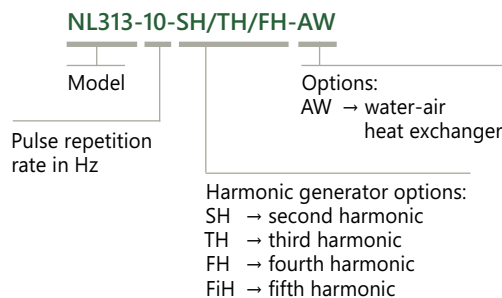 NL313-10-SH/TH/FH-AW
Model
Options:
AW → water-air
heat exchanger
Pulse repetition
rate in Hz
Harmonic generator options:
SH → second harmonic
TH → third harmonic
FH → fourth harmonic
FiH → fifth harmonic